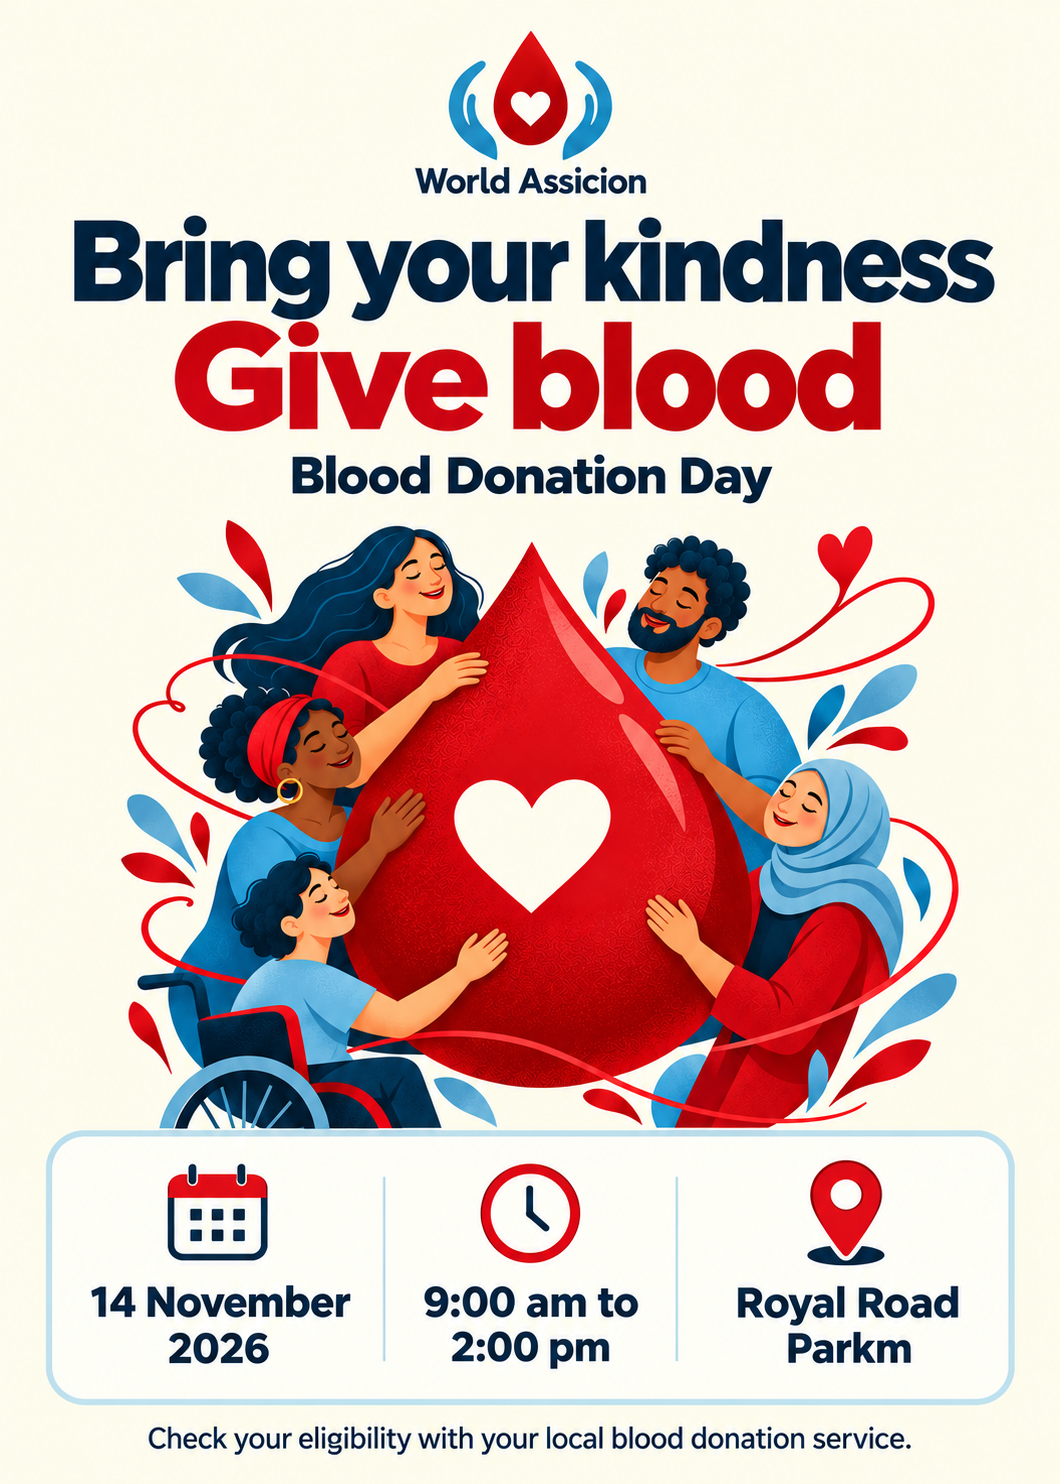 World Assicion
Bring your kindness
Give blood
Blood Donation Day
14 November
2026
9:00 am to
2:00 pm
Royal Road
Parkm
Check your eligibility with your local blood donation service.